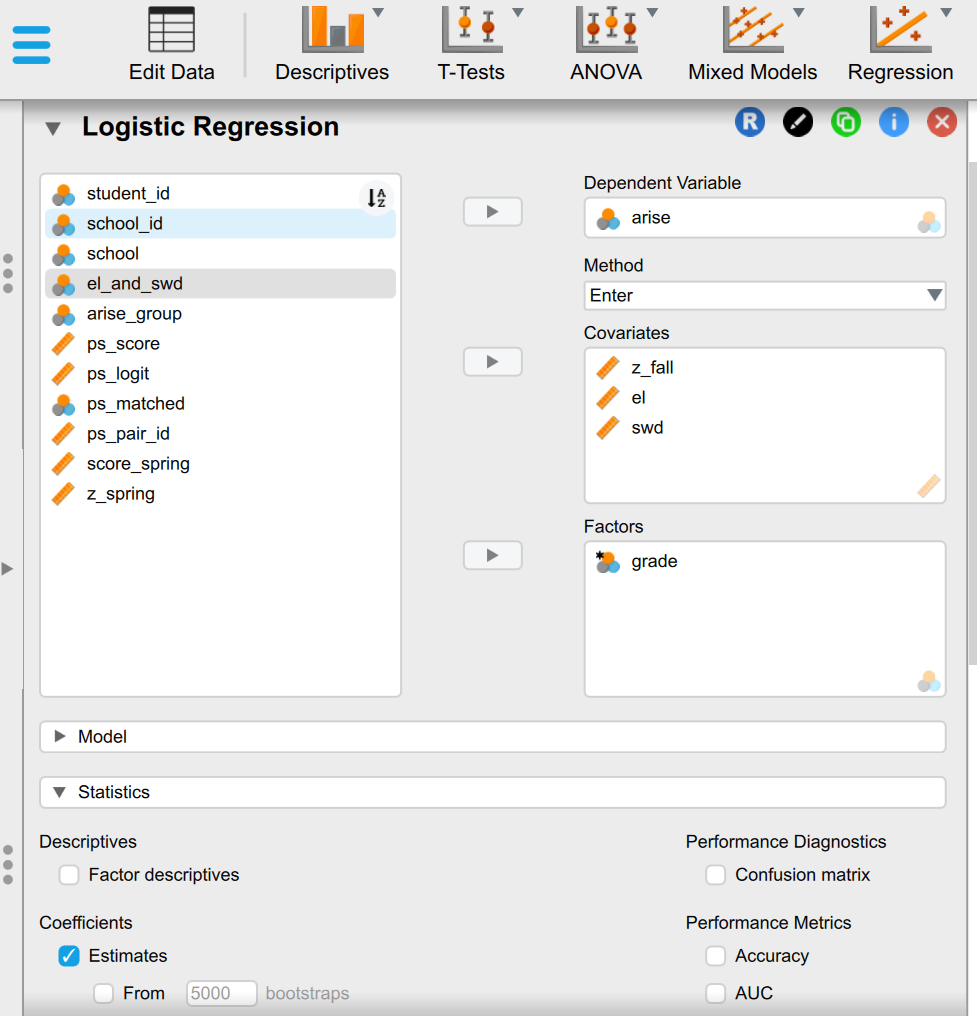 Edit Data
Descriptives
T-Tests
ANOVA
Mixed Models
Regression
Logistic Regression
R
i
student_id
A
Z
school_id
school
el_and_swd
arise_group
ps_score
ps_logit
ps_matched
ps_pair_id
score_spring
z_spring
Dependent Variable
arise
Method
Enter
Covariates
z_fall
el
swd
Factors
* grade
Model
Statistics
Descriptives
Factor descriptives
Coefficients
Estimates
From 5000 bootstraps
Performance Diagnostics
Confusion matrix
Performance Metrics
Accuracy
AUC